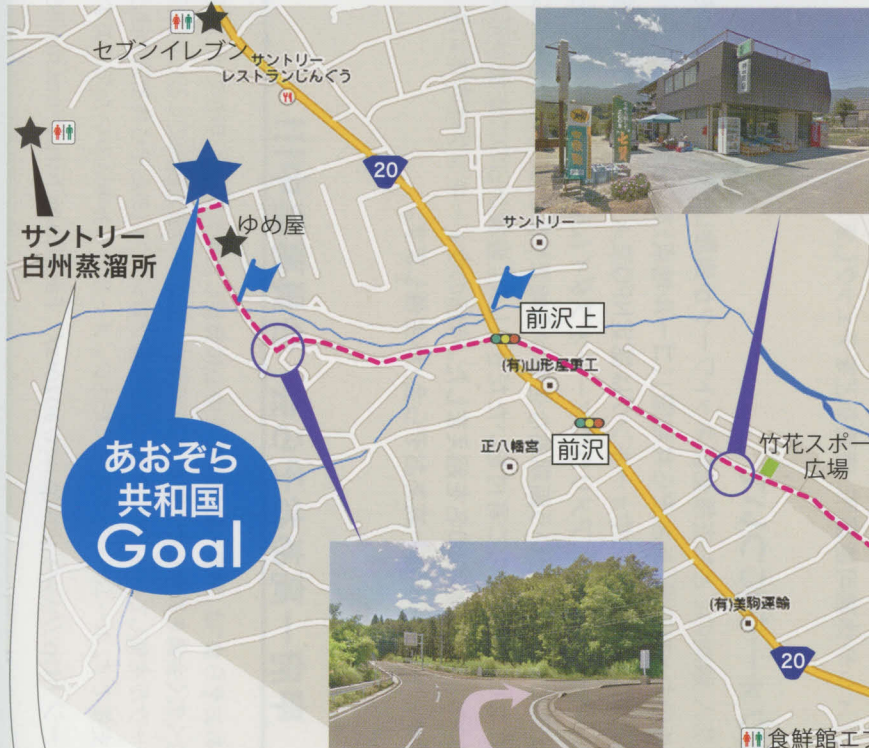 セブンイレブン
サントリー
レストランじんぐう
20
サントリー
白州蒸溜所
ゆめ屋
サントリー
前沢上
(有)山形屋重工
前沢
正八幡宮
竹花スポー
広場
あおぞら
共和国
Goal
(有)美駒運輸
20
食鮮館エブ